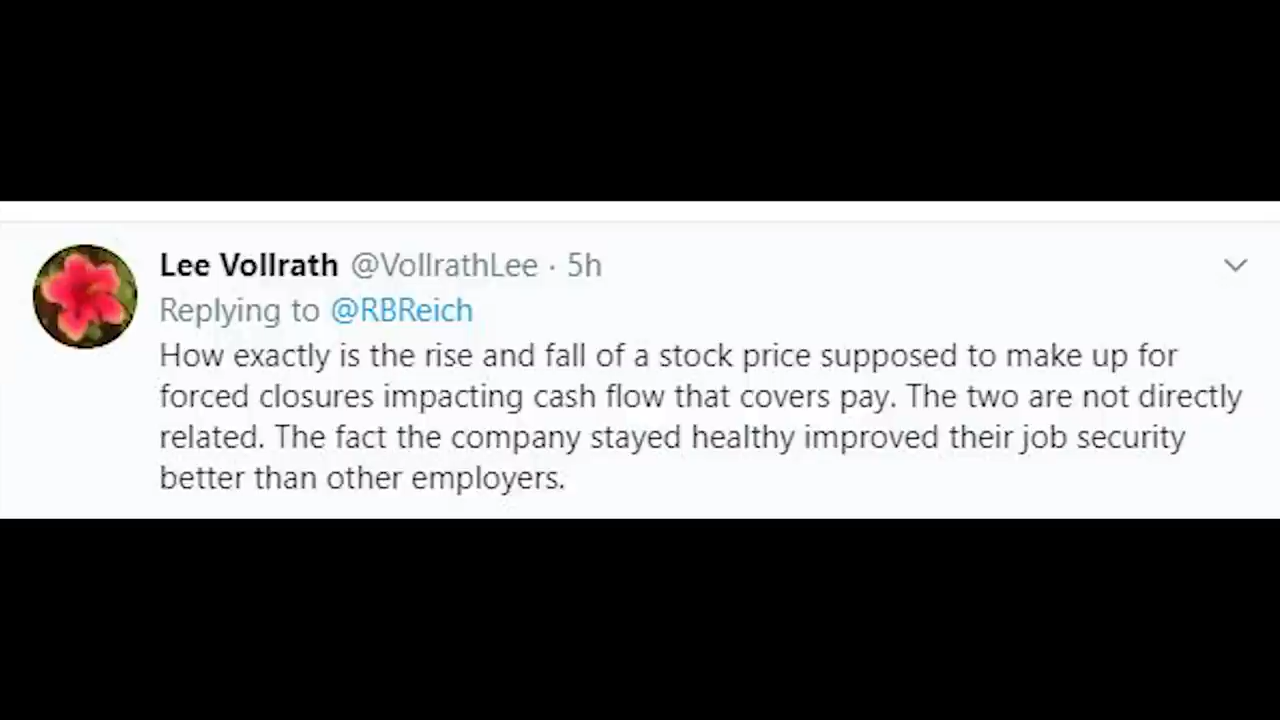 Lee Vollrath @VollrathLee · 5h
Replying to @RBReich
How exactly is the rise and fall of a stock price supposed to make up for
forced closures impacting cash flow that covers pay. The two are not directly
related. The fact the company stayed healthy improved their job security
better than other employers.